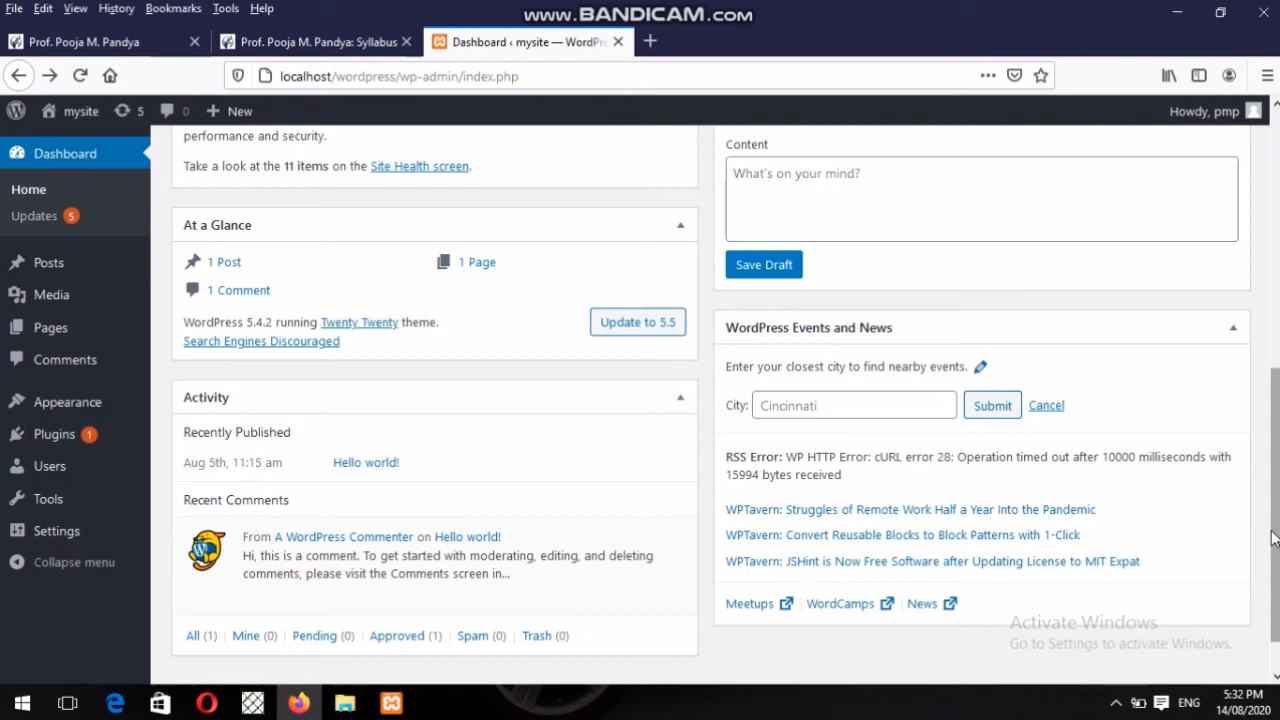 File Edit View History Bookmarks Tools Help
www.BANDICAM.com
Prof. Pooja M. Pandya
Prof. Pooja M. Pandya: Syllabus
Dashboard ‹ mysite — WordPre
localhost/wordpress/wp-admin/index.php
mysite 5 0 New
Howdy, pmp
Dashboard
Home
Updates 5
Posts
Media
Pages
Comments
Appearance
Plugins 1
Users
Tools
Settings
Collapse menu
performance and security.
Take a look at the 11 items on the Site Health screen.
At a Glance
1 Post
1 Page
1 Comment
WordPress 5.4.2 running Twenty Twenty theme.
Update to 5.5
Search Engines Discouraged
Activity
Recently Published
Aug 5th, 11:15 am Hello world!
Recent Comments
From A WordPress Commenter on Hello world!
Hi, this is a comment. To get started with moderating, editing, and deleting
comments, please visit the Comments screen in...
All (1) Mine (0) Pending (0) Approved (1) Spam (0) Trash (0)
Content
What's on your mind?
Save Draft
WordPress Events and News
Enter your closest city to find nearby events.
City: Cincinnati Submit Cancel
RSS Error: WP HTTP Error: cURL error 28: Operation timed out after 10000 milliseconds with
15994 bytes received
WPTavern: Struggles of Remote Work Half a Year Into the Pandemic
WPTavern: Convert Reusable Blocks to Block Patterns with 1-Click
WPTavern: JSHint is Now Free Software after Updating License to MIT Expat
Meetups WordCamps News
Activate Windows
Go to Settings to activate Windows.
ENG
5:32 PM
14/08/2020